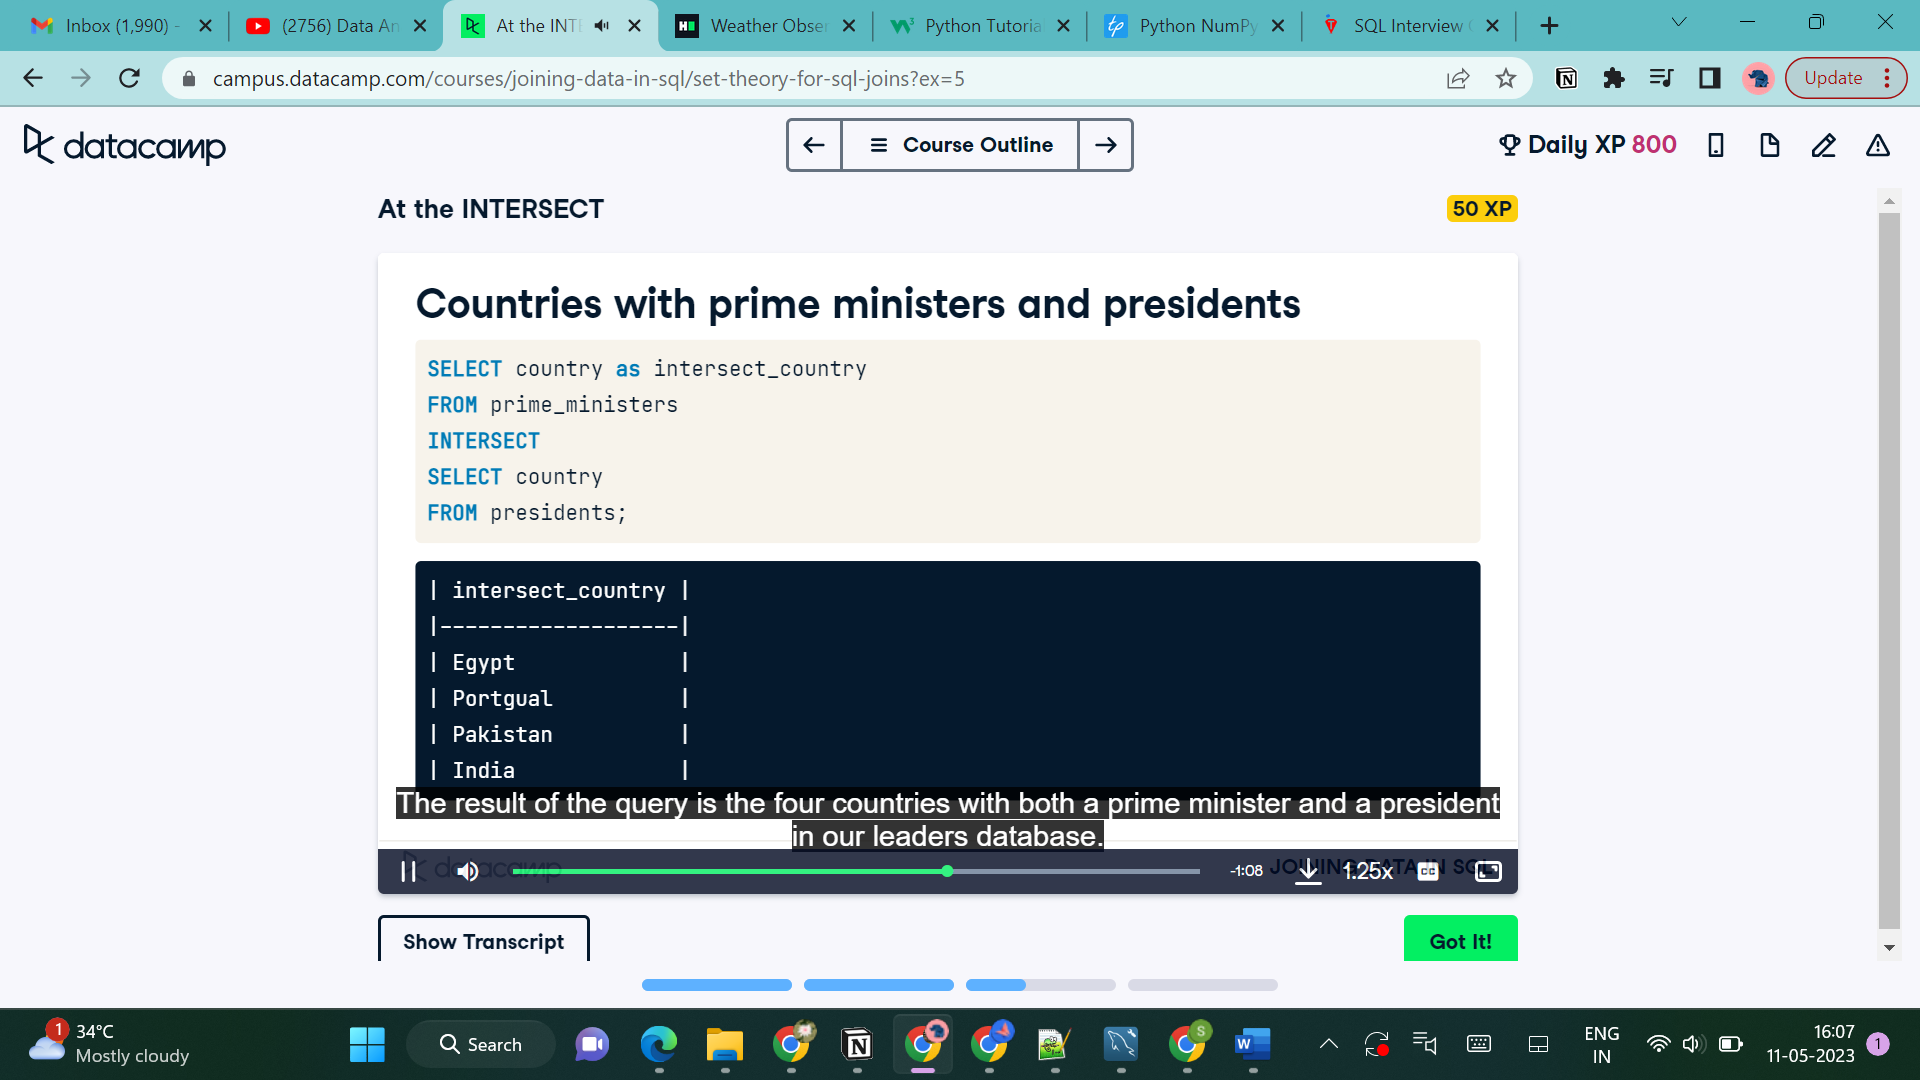 Inbox (1,990) -
(2756) Data An
At the INTE
Weather Obser
Python Tutoria
Python NumPy
SQL Interview
campus.datacamp.com/courses/joining-data-in-sql/set-theory-for-sql-joins?ex=5
Update
datacamp
Course Outline
Daily XP 800
At the INTERSECT
50 XP
Countries with prime ministers and presidents
SELECT country as intersect_country
FROM prime_ministers
INTERSECT
SELECT country
FROM presidents;
| intersect_country |
|-------------------|
| Egypt |
| Portgual |
| Pakistan |
| India |
The result of the query is the four countries with both a prime minister and a president
in our leaders database.
datacamp
-1:08
JOINING DATA IN SQL
1.25x
CC
Show Transcript
Got It!
1
34°C
Mostly cloudy
Search
S
ENG
IN
16:07
11-05-2023
1